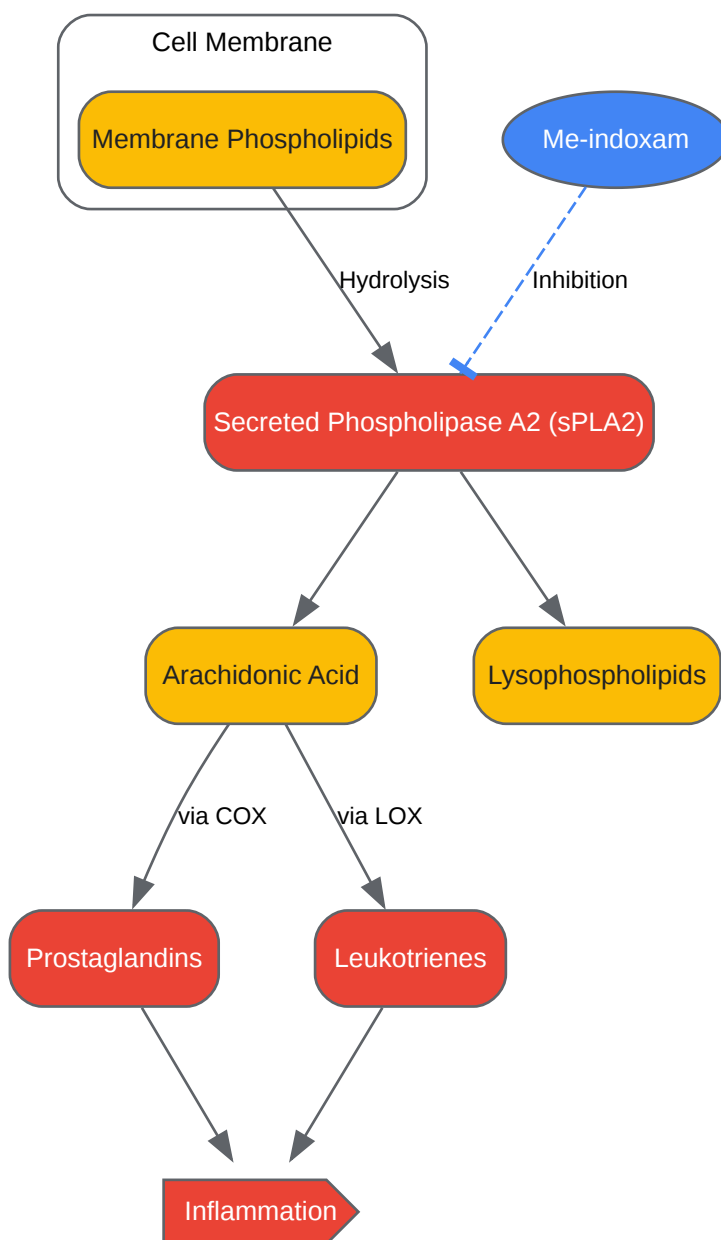 Cell Membrane
Membrane Phospholipids
Me-indoxam
Hydrolysis
Inhibition
Secreted Phospholipase A2 (sPLA2)
Arachidonic Acid
Lysophospholipids
via COX
via LOX
Prostaglandins
Leukotrienes
Inflammation